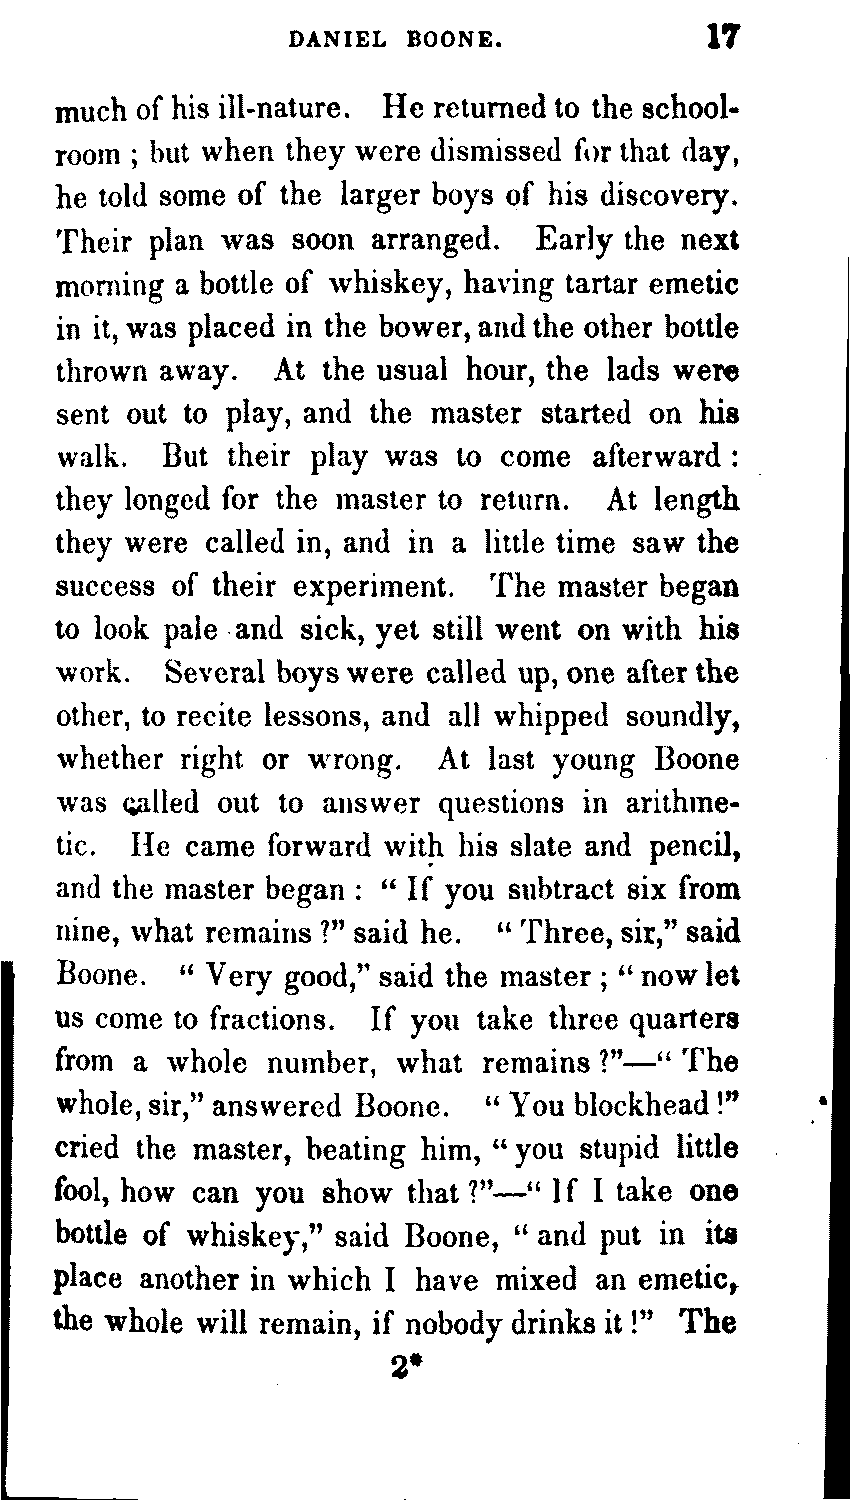 DANIEL BOONE. 17
much of his ill-nature. He returned to the school-
room ; but when they were dismissed for that day,
he told some of the larger boys of his discovery.
Their plan was soon arranged. Early the next
morning a bottle of whiskey, having tartar emetic
in it, was placed in the bower, and the other bottle
thrown away. At the usual hour, the lads were
sent out to play, and the master started on his
walk. But their play was to come afterward :
they longed for the master to return. At length
they were called in, and in a little time saw the
success of their experiment. The master began
to look pale and sick, yet still went on with his
work. Several boys were called up, one after the
other, to recite lessons, and all whipped soundly,
whether right or wrong. At last young Boone
was called out to answer questions in arithme-
tic. He came forward with his slate and pencil,
and the master began : “ If you subtract six from
nine, what remains ?” said he. “ Three, sir,” said
Boone. “ Very good,” said the master ; “ now let
us come to fractions. If you take three quarters
from a whole number, what remains ?”—“ The
whole, sir,” answered Boone. “ You blockhead !”
cried the master, beating him, “ you stupid little
fool, how can you show that ?”—“ If I take one
bottle of whiskey,” said Boone, “ and put in its
place another in which I have mixed an emetic,
the whole will remain, if nobody drinks it !” The
2*